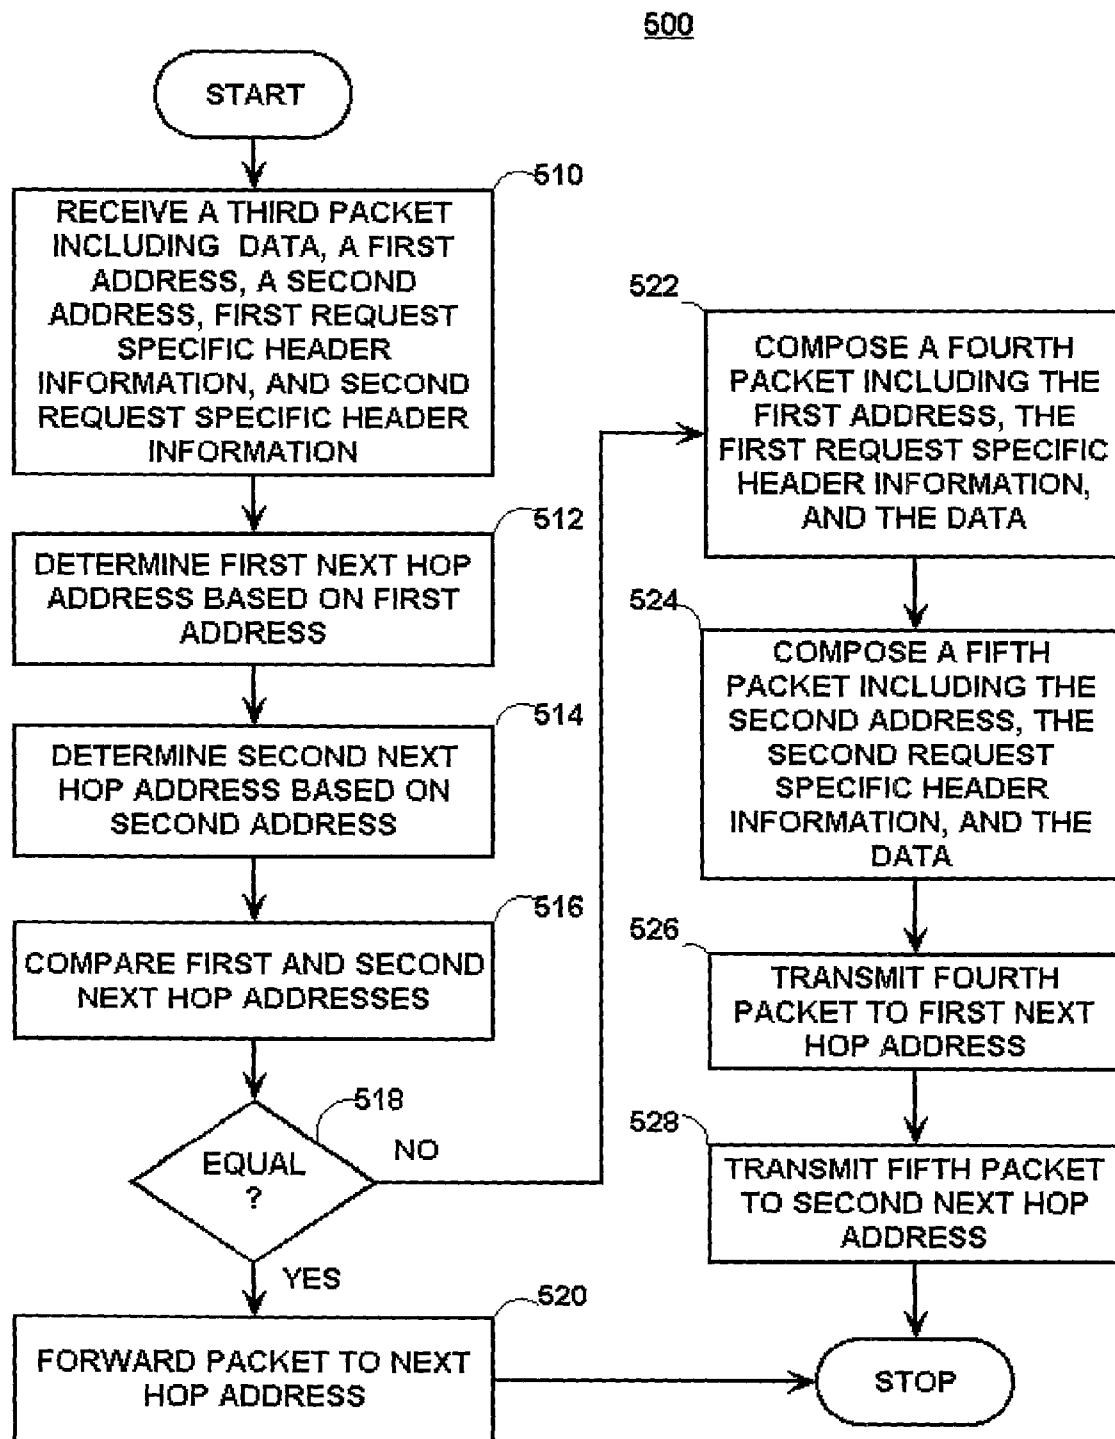 500
START
510
RECEIVE A THIRD PACKET
INCLUDING DATA, A FIRST
ADDRESS, A SECOND
ADDRESS, FIRST REQUEST
SPECIFIC HEADER
INFORMATION, AND SECOND
REQUEST SPECIFIC HEADER
INFORMATION
512
DETERMINE FIRST NEXT HOP
ADDRESS BASED ON FIRST
ADDRESS
514
DETERMINE SECOND NEXT
HOP ADDRESS BASED ON
SECOND ADDRESS
516
COMPARE FIRST AND SECOND
NEXT HOP ADDRESSES
518
EQUAL
?
NO
YES
520
FORWARD PACKET TO NEXT
HOP ADDRESS
522
COMPOSE A FOURTH
PACKET INCLUDING THE
FIRST ADDRESS, THE
FIRST REQUEST SPECIFIC
HEADER INFORMATION,
AND THE DATA
524
COMPOSE A FIFTH
PACKET INCLUDING THE
SECOND ADDRESS, THE
SECOND REQUEST
SPECIFIC HEADER
INFORMATION, AND THE
DATA
526
TRANSMIT FOURTH
PACKET TO FIRST NEXT
HOP ADDRESS
528
TRANSMIT FIFTH PACKET
TO SECOND NEXT HOP
ADDRESS
STOP